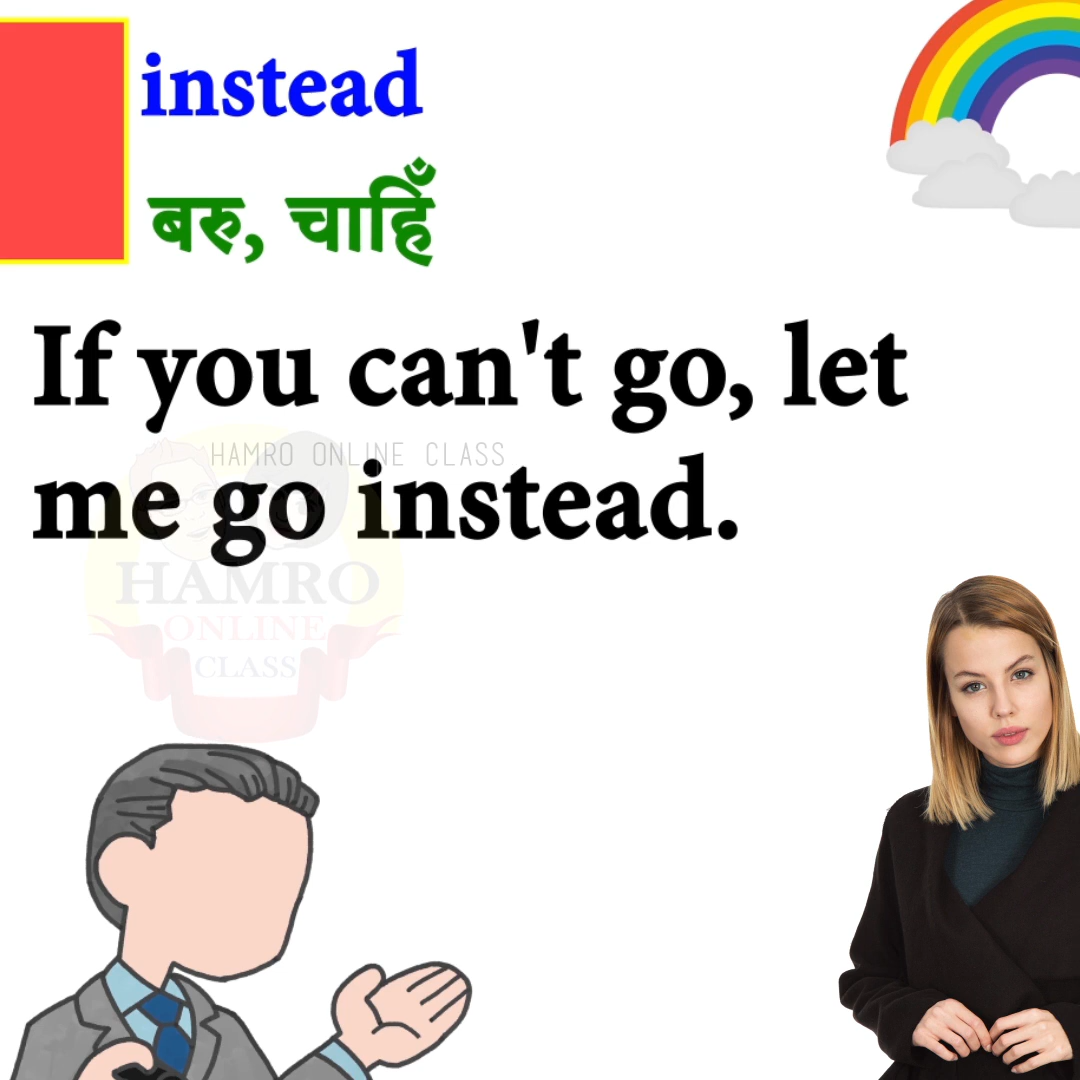 instead
बरु, चाहिँ
If you can't go, let
HAMRO ONLINE CLASS
me go instead.
HAMRO
ONLINE
CLASS